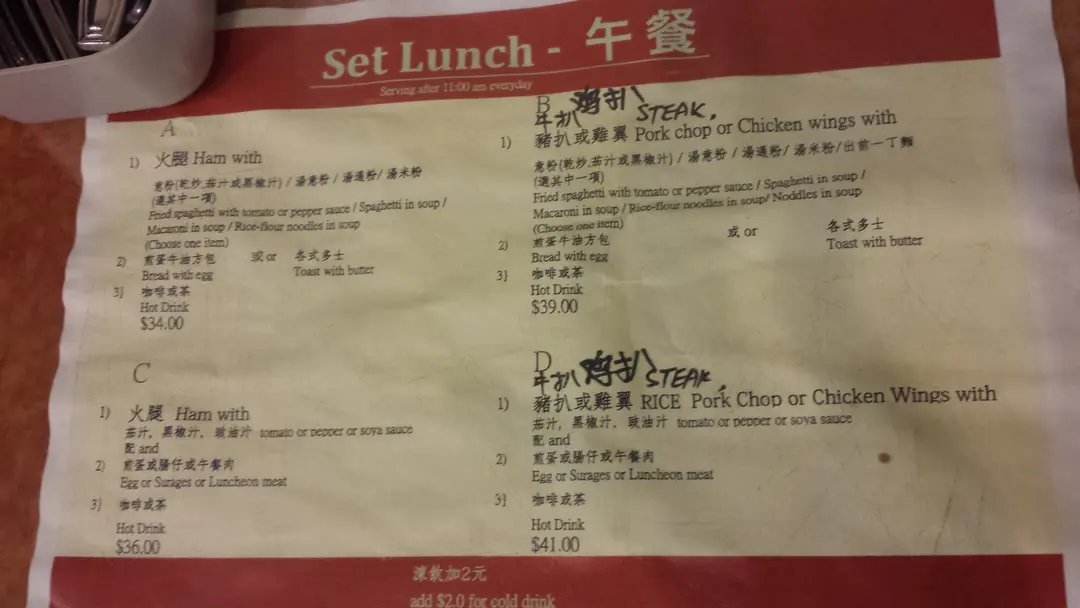 Set Lunch - 午餐
Serving after 11:00 am everyday
A
1) 火腿 Ham with
意粉(乾炒,茄汁或黑椒汁) / 湯意粉 / 湯通粉/ 湯米粉
(選其中一項)
Fried spaghetti with tomato or pepper sauce / Spaghetti in soup /
Macaroni in soup / Rice-flour noodles in soup
(Choose one item)
2) 煎蛋牛油方包 或 or 各式多士
Bread with egg Toast with butter
3) 咖啡或茶
Hot Drink
$34.00
B
牛扒 鸡扒 STEAK,
1) 豬扒或雞翼 Pork chop or Chicken wings with
意粉(乾炒,茄汁或黑椒汁) / 湯意粉 / 湯通粉/ 湯米粉/出前一丁麵
(選其中一項)
Fried spaghetti with tomato or pepper sauce / Spaghetti in soup /
Macaroni in soup / Rice-flour noodles in soup/ Noddles in soup
(Choose one item)
2) 煎蛋牛油方包 或 or 各式多士
Bread with egg Toast with butter
3) 咖啡或茶
Hot Drink
$39.00
C
1) 火腿 Ham with
茄汁, 黑椒汁, 豉油汁 tomato or pepper or soya sauce
配 and
2) 煎蛋或腸仔或午餐肉
Egg or Surages or Luncheon meat
3) 咖啡或茶
Hot Drink
$36.00
D
牛扒 鸡扒 STEAK,
1) 豬扒或雞翼 RICE Pork Chop or Chicken Wings with
茄汁, 黑椒汁, 豉油汁 tomato or pepper or soya sauce
配 and
2) 煎蛋或腸仔或午餐肉
Egg or Surages or Luncheon meat
3) 咖啡或茶
Hot Drink
$41.00
凍飲加2元
add $2.0 for cold drink